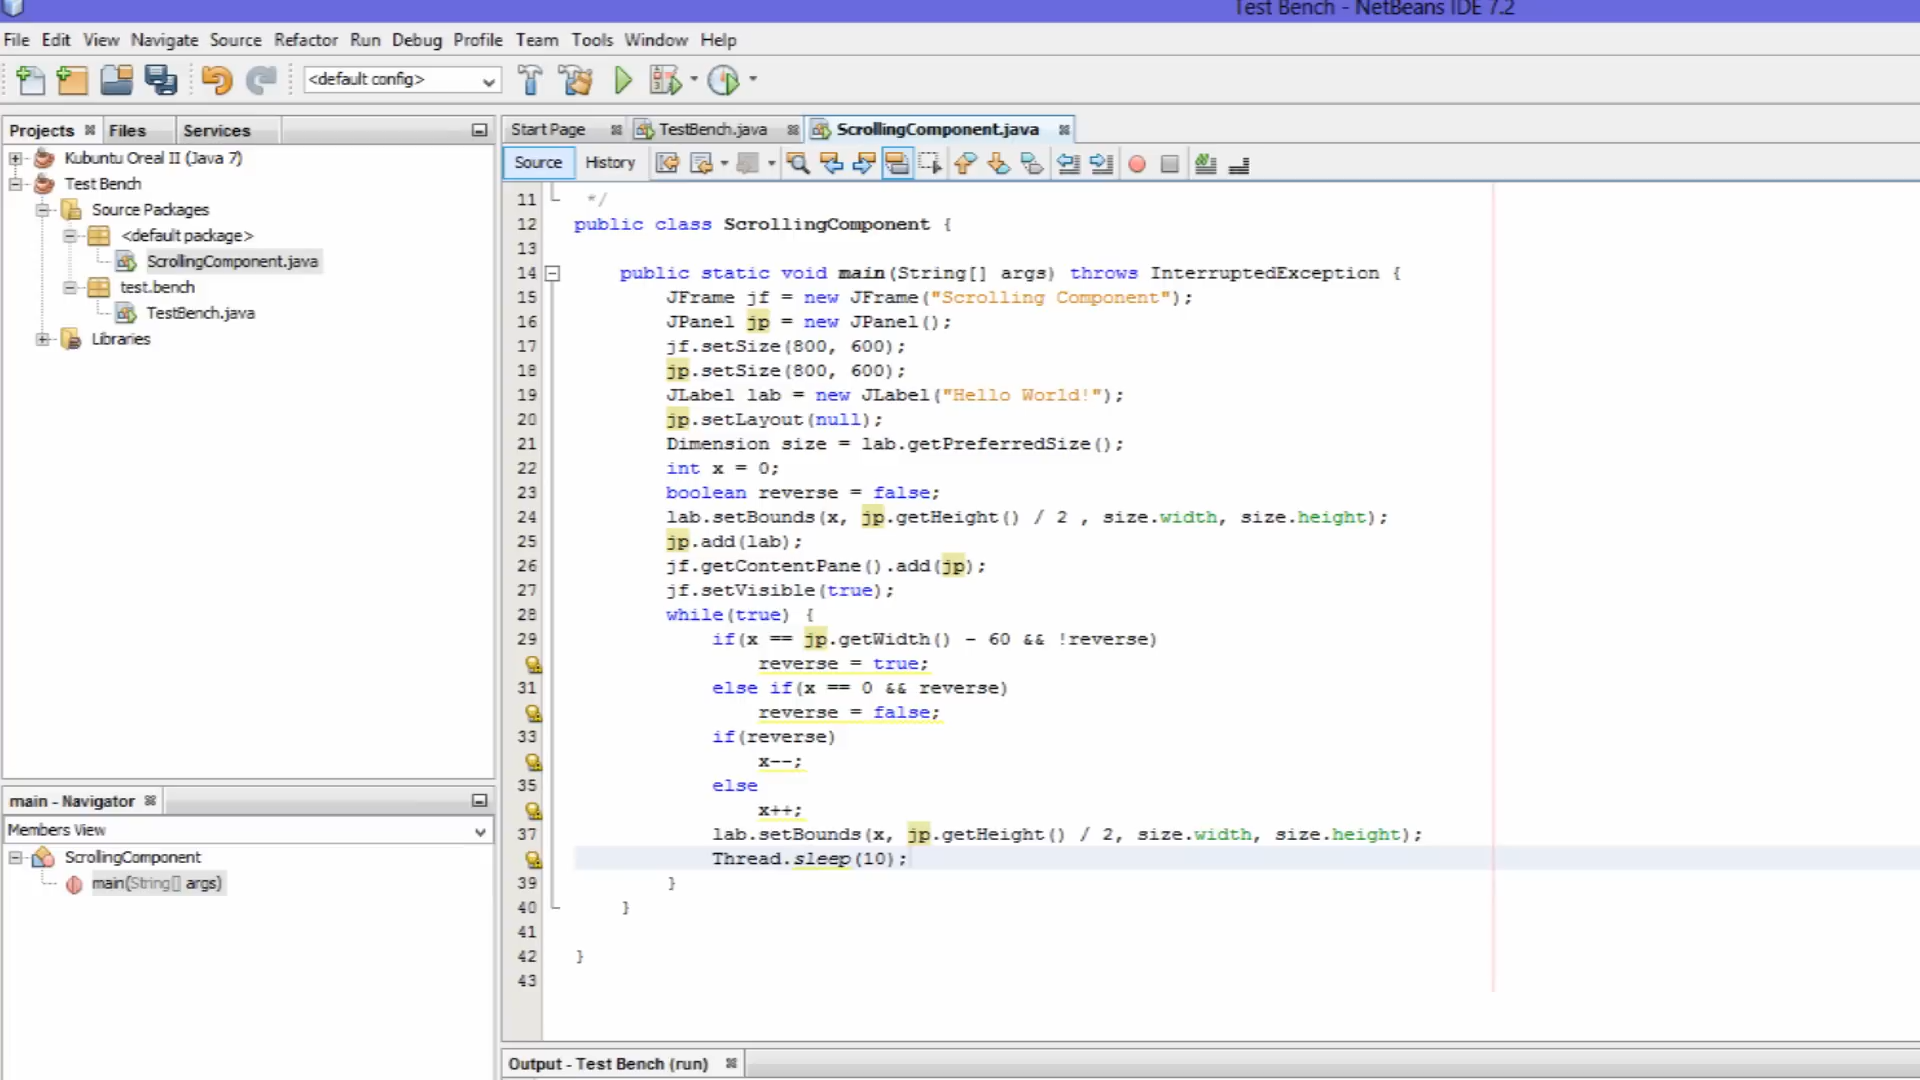 Test Bench - NetBeans IDE 7.2
File Edit View Navigate Source Refactor Run Debug Profile Team Tools Window Help
<default config>
Projects Files Services
Kubuntu Oreal II (Java 7)
Test Bench
Source Packages
<default package>
ScrollingComponent.java
test.bench
TestBench.java
Libraries
main - Navigator
Members View
ScrollingComponent
main(String[] args)
Start Page TestBench.java ScrollingComponent.java
Source History
11 */
12 public class ScrollingComponent {
13
14 public static void main(String[] args) throws InterruptedException {
15 JFrame jf = new JFrame("Scrolling Component");
16 JPanel jp = new JPanel();
17 jf.setSize(800, 600);
18 jp.setSize(800, 600);
19 JLabel lab = new JLabel("Hello World!");
20 jp.setLayout(null);
21 Dimension size = lab.getPreferredSize();
22 int x = 0;
23 boolean reverse = false;
24 lab.setBounds(x, jp.getHeight() / 2 , size.width, size.height);
25 jp.add(lab);
26 jf.getContentPane().add(jp);
27 jf.setVisible(true);
28 while(true) {
29 if(x == jp.getWidth() - 60 && !reverse)
reverse = true;
31 else if(x == 0 && reverse)
reverse = false;
33 if(reverse)
x--;
35 else
x++;
37 lab.setBounds(x, jp.getHeight() / 2, size.width, size.height);
Thread.sleep(10);
39 }
40 }
41
42 }
43
Output - Test Bench (run)